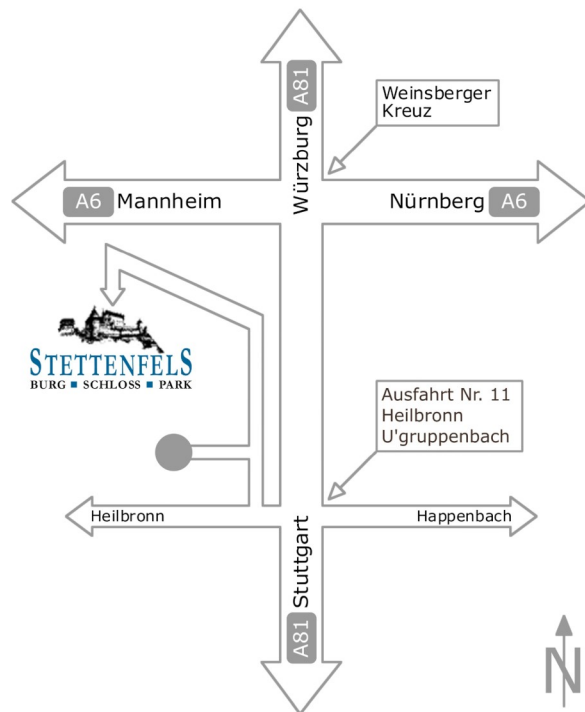 A81
Würzburg
Weinsberger
Kreuz
A6 Mannheim
Nürnberg A6
STETTENFELS
BURG ■ SCHLOSS ■ PARK
Ausfahrt Nr. 11
Heilbronn
U'gruppenbach
Heilbronn
Happenbach
Stuttgart
A81
N